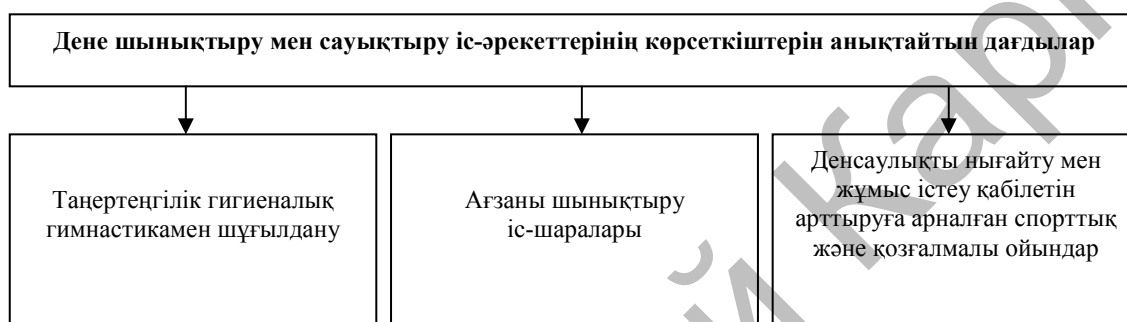 Дене шынықтыру мен сауықтыру іс-әрекеттерінің көрсеткіштерін анықтайтын дағдылар
Таңертеңгілік гигиеналық
гимнастикамен шұғылдану
Ағзаны шынықтыру
іс-шаралары
Денсаулықты нығайту мен
жұмыс істеу қабілетін
арттыруға арналған спорттық
және қозғалмалы ойындар